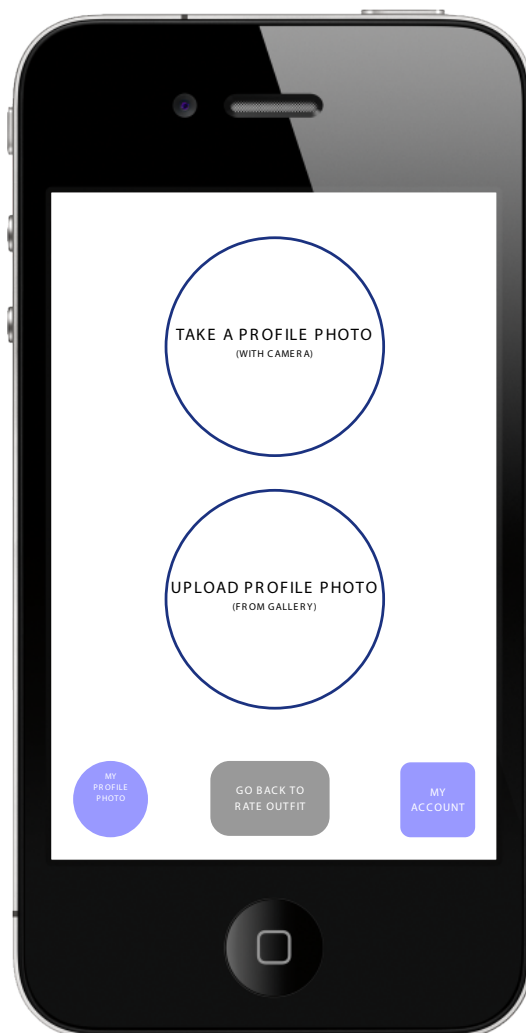 TAKE A PROFILE PHOTO
(WITH CAMERA)
UPLOAD PROFILE PHOTO
(FROM GALLERY)
MY
PROFILE
PHOTO
GO BACK TO
RATE OUTFIT
MY
ACCOUNT